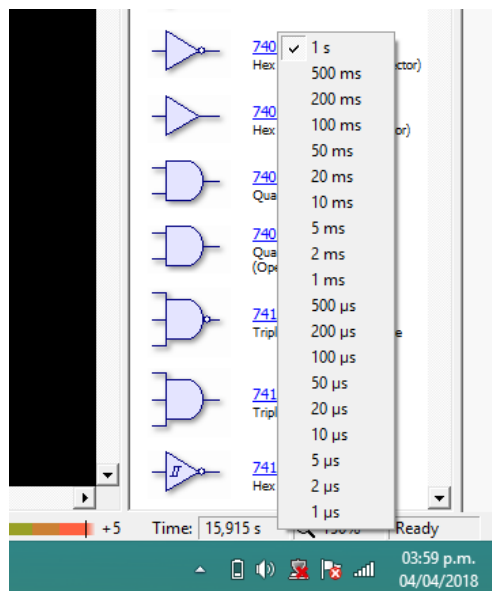 740
Hex
ctor)
740
Hex
or)
740
Qua
740
Qua
(Ope
741
Tripl
e
741
Tripl
741
Hex
✓ 1 s
500 ms
200 ms
100 ms
50 ms
20 ms
10 ms
5 ms
2 ms
1 ms
500 µs
200 µs
100 µs
50 µs
20 µs
10 µs
5 µs
2 µs
1 µs
+5 Time: 15,915 s Ready
03:59 p.m.
04/04/2018